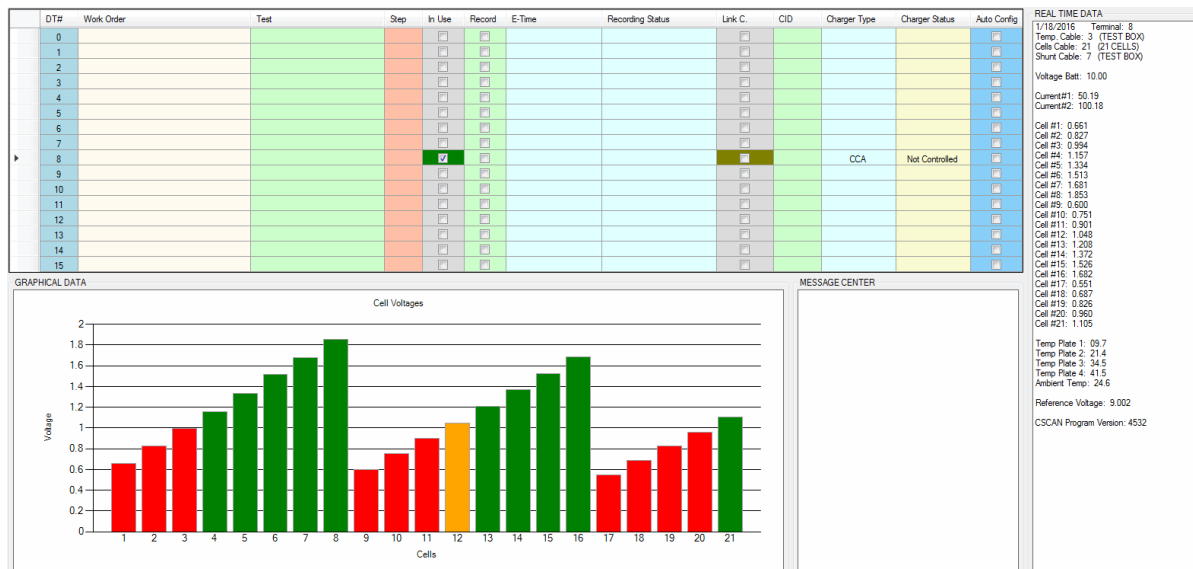 DT# Work Order Test Step In Use Record E-Time Recording Status Link C. CID Charger Type Charger Status Auto Config
0
1
2
3
4
5
6
7
8 CCA Not Controlled
9
10
11
12
13
14
15
REAL TIME DATA
1/18/2016 Terminal: 8
Temp. Cable: 3 (TEST BOX)
Cells Cable: 21 (21 CELLS)
Shunt Cable: 7 (TEST BOX)
Voltage Batt: 10.00
Current#1: 50.19
Current#2: 100.18
Cell #1: 0.661
Cell #2: 0.827
Cell #3: 0.994
Cell #4: 1.157
Cell #5: 1.334
Cell #6: 1.513
Cell #7: 1.681
Cell #8: 1.853
Cell #9: 0.600
Cell #10: 0.751
Cell #11: 0.901
Cell #12: 1.048
Cell #13: 1.208
Cell #14: 1.372
Cell #15: 1.526
Cell #16: 1.682
Cell #17: 0.551
Cell #18: 0.687
Cell #19: 0.826
Cell #20: 0.960
Cell #21: 1.105
Temp Plate 1: 09.7
Temp Plate 2: 21.4
Temp Plate 3: 34.5
Temp Plate 4: 41.5
Ambient Temp: 24.6
Reference Voltage: 9.002
CSCAN Program Version: 4532
GRAPHICAL DATA
Cell Voltages
Voltage
2
1.8
1.6
1.4
1.2
1
0.8
0.6
0.4
0.2
0
1 2 3 4 5 6 7 8 9 10 11 12 13 14 15 16 17 18 19 20 21
Cells
MESSAGE CENTER